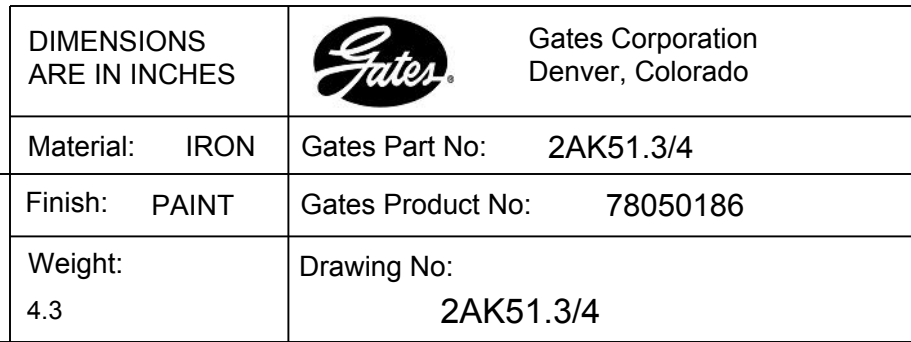 DIMENSIONS
ARE IN INCHES
Gates®
Gates Corporation
Denver, Colorado
Material: IRON
Gates Part No: 2AK51.3/4
Finish: PAINT
Gates Product No: 78050186
Weight:
4.3
Drawing No:
2AK51.3/4